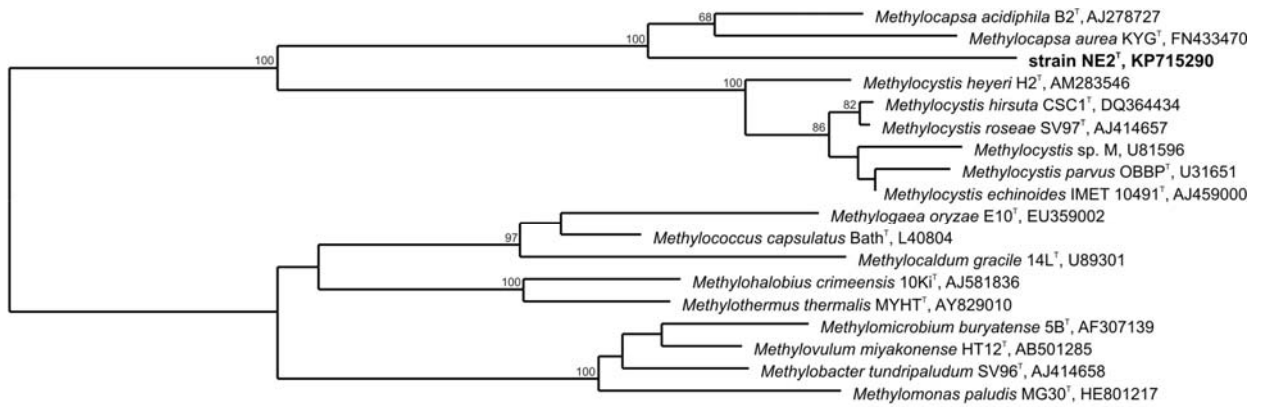 68
Methylocapsa acidiphila B2ᵀ, AJ278727
100
Methylocapsa aurea KYGᵀ, FN433470
100
strain NE2ᵀ, KP715290
100
Methylocystis heyeri H2ᵀ, AM283546
82
Methylocystis hirsuta CSC1ᵀ, DQ364434
86
Methylocystis roseae SV97ᵀ, AJ414657
Methylocystis sp. M, U81596
Methylocystis parvus OBBPᵀ, U31651
Methylocystis echinoides IMET 10491ᵀ, AJ459000
Methylogaea oryzae E10ᵀ, EU359002
97
Methylococcus capsulatus Bathᵀ, L40804
Methylocaldum gracile 14Lᵀ, U89301
100
Methylohalobius crimeensis 10Kiᵀ, AJ581836
Methylothermus thermalis MYHTᵀ, AY829010
Methylomicrobium buryatense 5Bᵀ, AF307139
Methylovulum miyakonense HT12ᵀ, AB501285
Methylobacter tundripaludum SV96ᵀ, AJ414658
100
Methylomonas paludis MG30ᵀ, HE801217